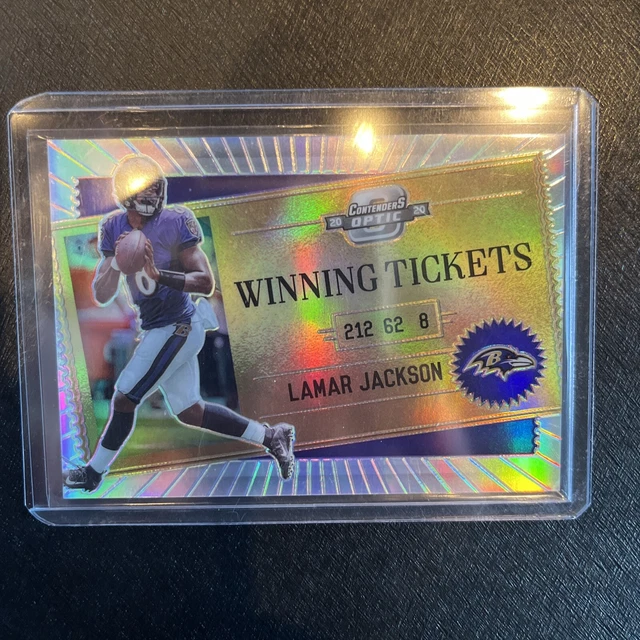 CONTENDERS
20 OPTIC 20
WINNING TICKETS
212 62 8
LAMAR JACKSON
B